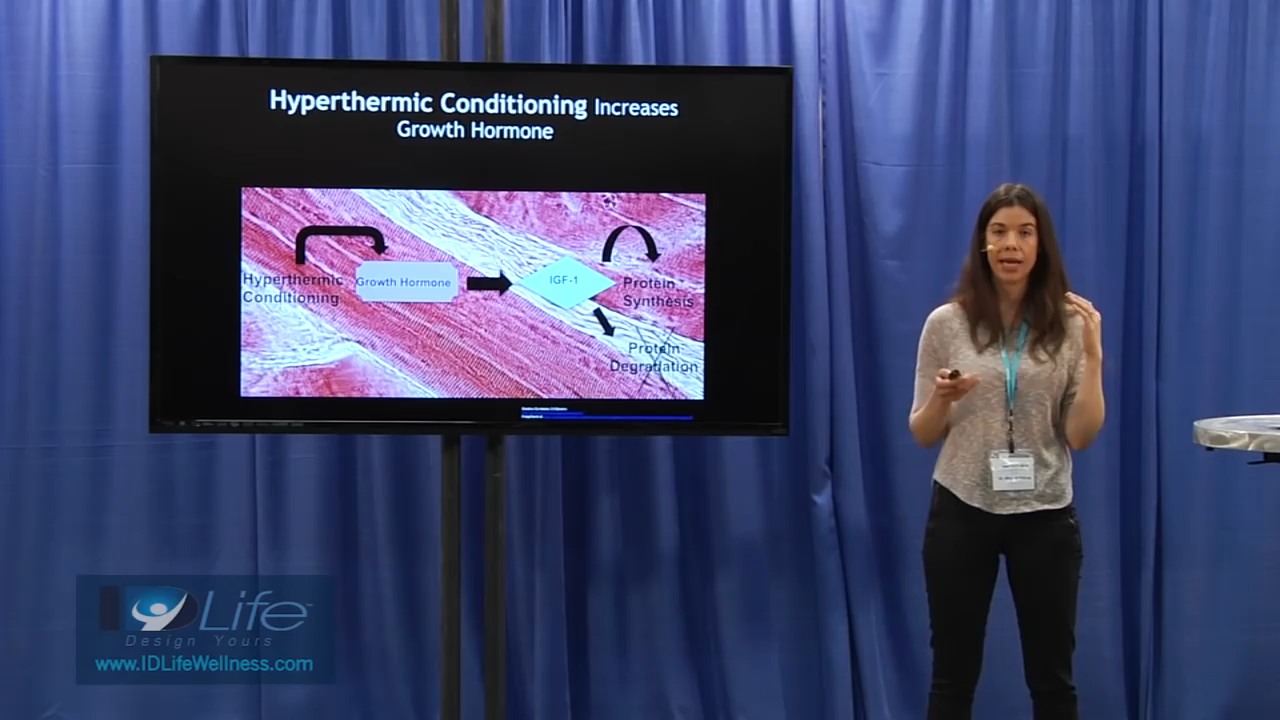 Hyperthermic Conditioning Increases
Growth Hormone
Hyperthermic
Conditioning
Growth Hormone
IGF-1
Protein
Synthesis
Protein
Degradation
IDLife™
Design Yours
www.IDLifeWellness.com